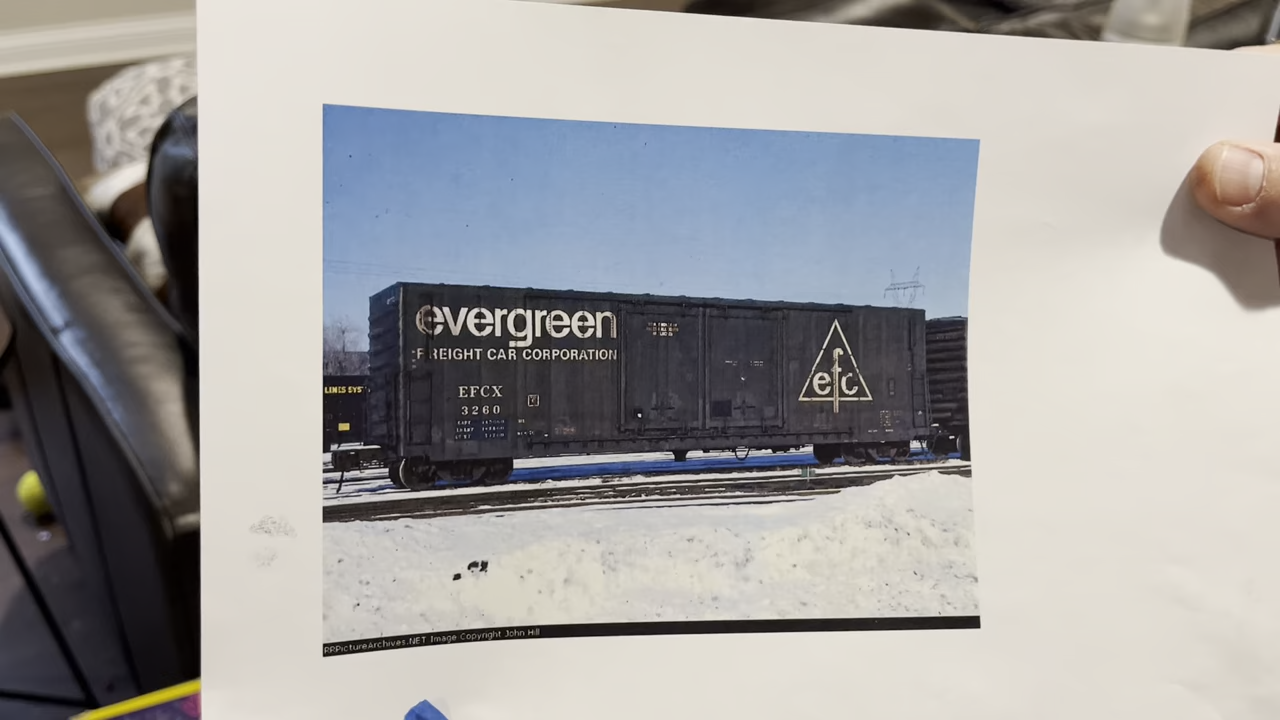 evergreen
FREIGHT CAR CORPORATION
EFCX
3260
efc
LINES SYS
RRPictureArchives.NET Image Copyright John Hill